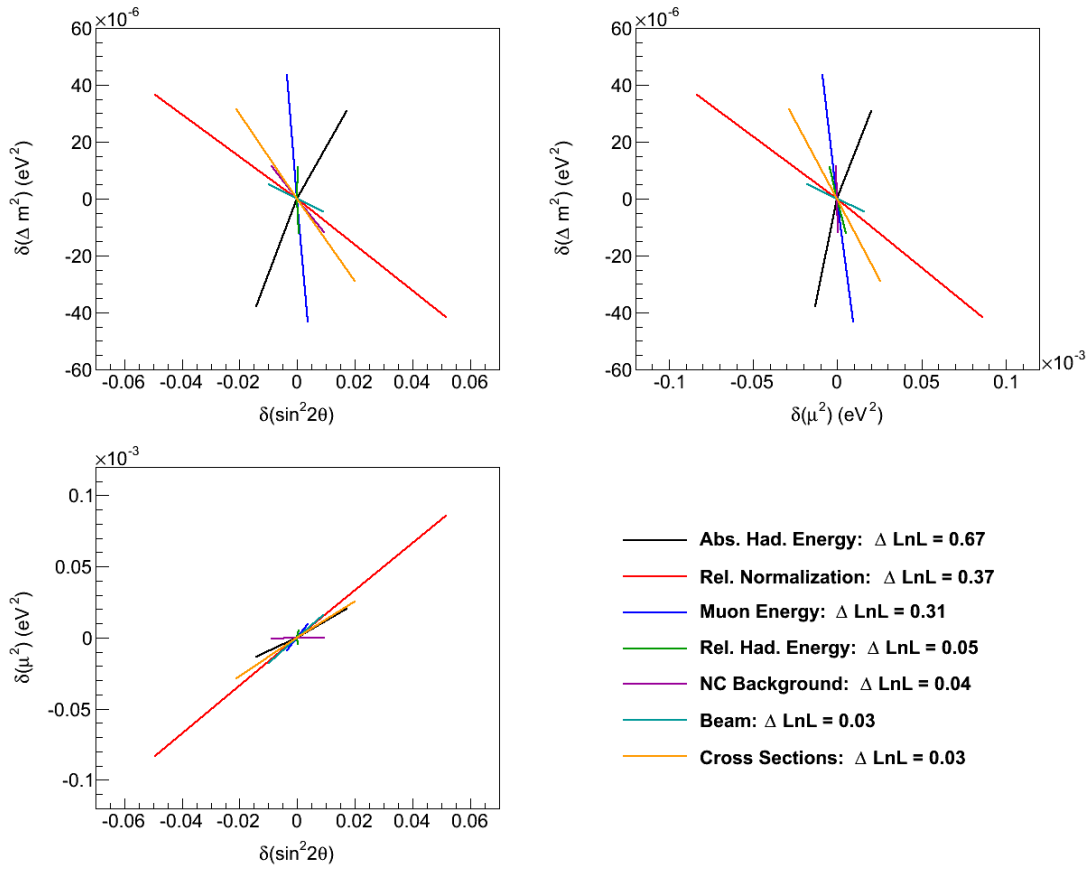 ×10⁻⁶
60
40
20
0
-20
-40
-60
δ(Δ m²) (eV²)
-0.06 -0.04 -0.02 0 0.02 0.04 0.06
δ(sin²2θ)
×10⁻⁶
60
40
20
0
-20
-40
-60
δ(Δ m²) (eV²)
-0.1 -0.05 0 0.05 0.1
×10⁻³
δ(μ²) (eV²)
×10⁻³
0.1
0.05
0
-0.05
-0.1
δ(μ²) (eV²)
-0.06 -0.04 -0.02 0 0.02 0.04 0.06
δ(sin²2θ)
Abs. Had. Energy: Δ LnL = 0.67
Rel. Normalization: Δ LnL = 0.37
Muon Energy: Δ LnL = 0.31
Rel. Had. Energy: Δ LnL = 0.05
NC Background: Δ LnL = 0.04
Beam: Δ LnL = 0.03
Cross Sections: Δ LnL = 0.03